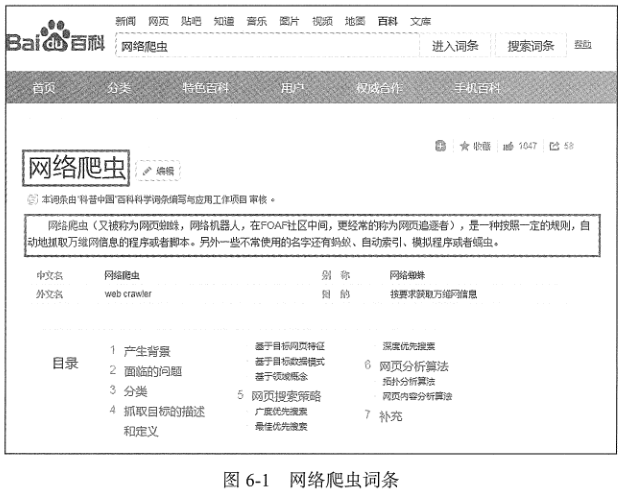 新闻 网页 贴吧 知道 音乐 图片 视频 地图 百科 文库
Bai du 百科
网络爬虫 进入词条 搜索词条 帮助
首页 分类 特色百科 用户 权威合作 手机百科
收藏 1047 58
网络爬虫 编辑
本词条由"科普中国"百科科学词条编写与应用工作项目 审核 。
网络爬虫（又被称为网页蜘蛛，网络机器人，在FOAF社区中间，更经常的称为网页追逐者），是一种按照一定的规则，自
动地抓取万维网信息的程序或者脚本。另外一些不常使用的名字还有蚂蚁、自动索引、模拟程序或者蠕虫。
中文名 网络爬虫 别 称 网络蜘蛛
外文名 web crawler 目 的 按要求获取万维网信息
目录
1 产生背景
2 面临的问题
3 分类
4 抓取目标的描述
和定义
基于目标网页特征
基于目标数据模式
基于领域概念
5 网页搜索策略
广度优先搜索
最佳优先搜索
深度优先搜索
6 网页分析算法
拓扑分析算法
网页内容分析算法
7 补充
图 6-1 网络爬虫词条